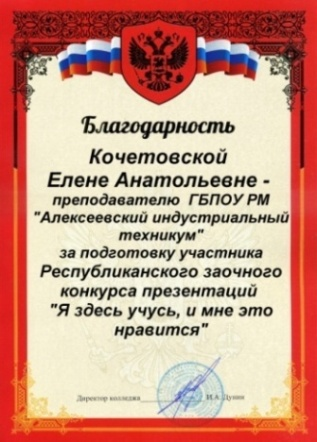 Благодарность
Кочетовской
Елене Анатольевне -
преподавателю ГБПОУ РМ
"Алексеевский индустриальный
техникум"
за подготовку участника
Республиканского заочного
конкурса презентаций
"Я здесь учусь, и мне это
нравится"
Директор колледжа И.А. Дунин